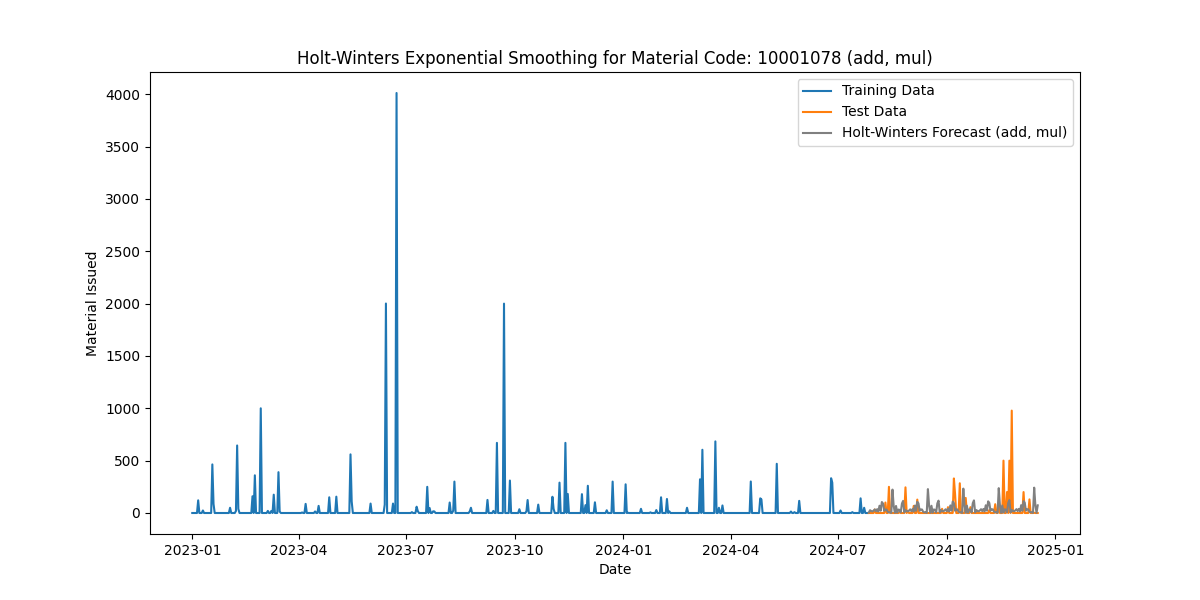 Holt-Winters Exponential Smoothing for Material Code: 10001078 (add, mul)
Training Data
Test Data
Holt-Winters Forecast (add, mul)
Material Issued
4000
3500
3000
2500
2000
1500
1000
500
0
2023-01 2023-04 2023-07 2023-10 2024-01 2024-04 2024-07 2024-10 2025-01
Date